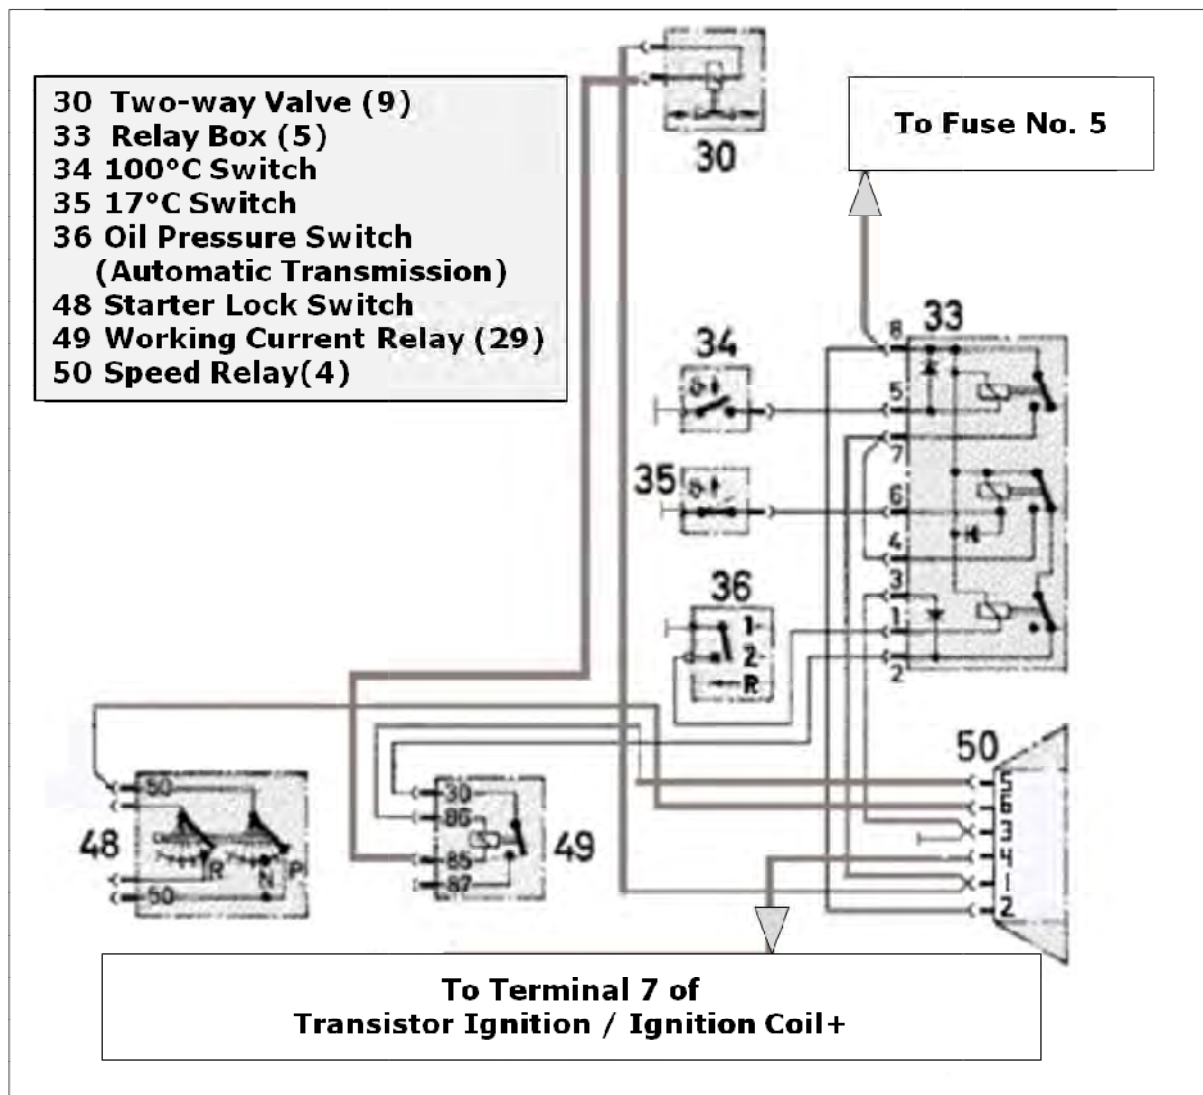 30 Two-way Valve (9)
33 Relay Box (5)
34 100°C Switch
35 17°C Switch
36 Oil Pressure Switch
(Automatic Transmission)
48 Starter Lock Switch
49 Working Current Relay (29)
50 Speed Relay(4)
30
To Fuse No. 5
33
8
5
7
6
4
3
1
2
34
35
36
1
2
R
48
50
R
N
P
50
49
30
86
85
87
50
5
6
3
4
1
2
To Terminal 7 of
Transistor Ignition / Ignition Coil+